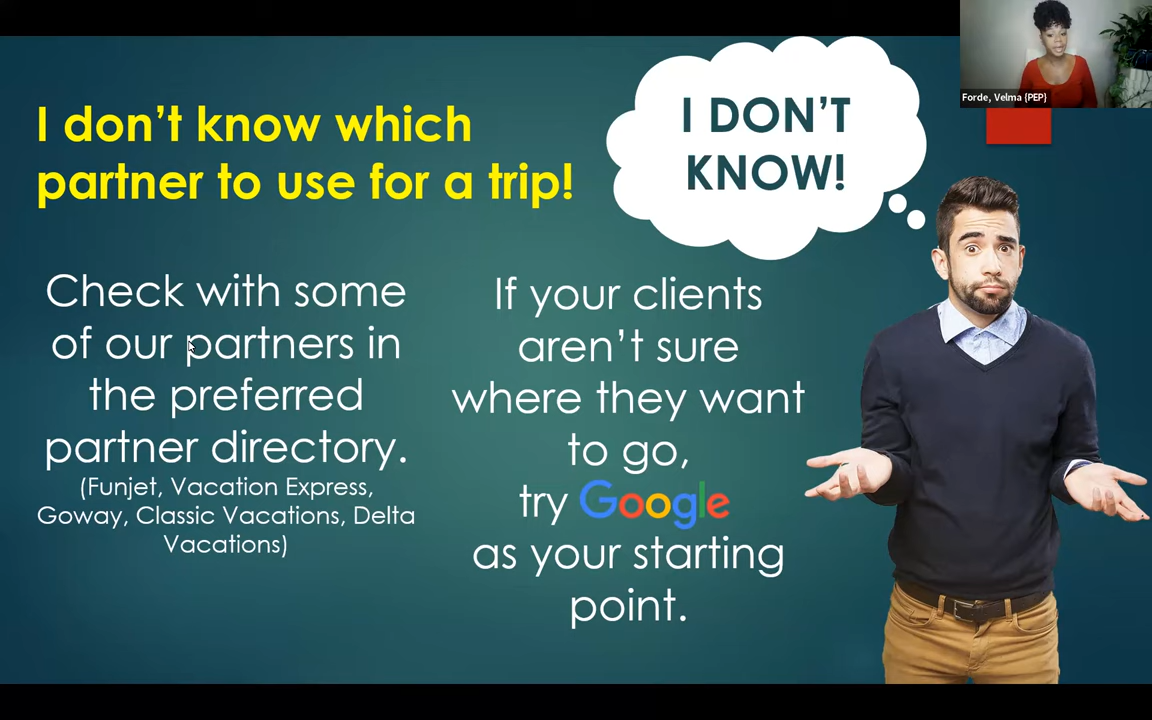 I don't know which
partner to use for a trip!
I DON'T
KNOW!
Forde, Velma {PEP}
Check with some
of our partners in
the preferred
partner directory.
(Funjet, Vacation Express,
Goway, Classic Vacations, Delta
Vacations)
If your clients
aren't sure
where they want
to go,
try Google
as your starting
point.